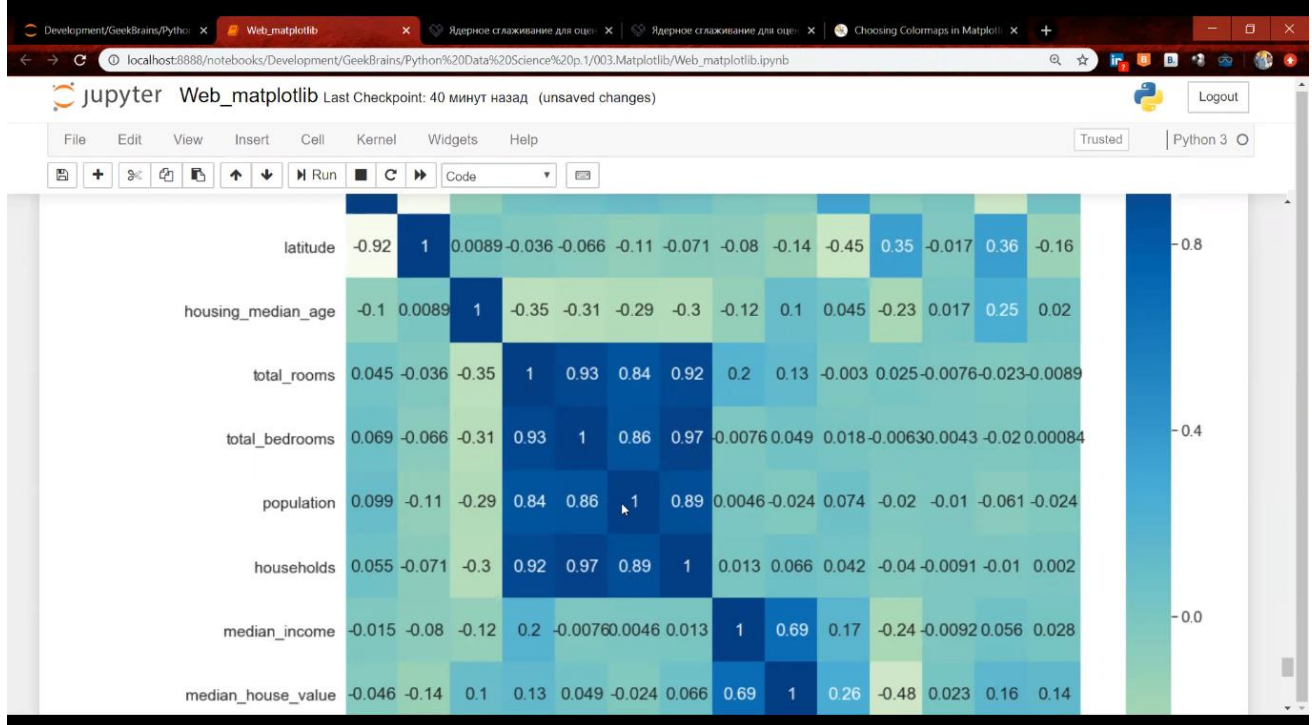 Development/GeekBrains/Pytho Web_matplotlib Ядерное сглаживание для оцен Ядерное сглаживание для оцен Choosing Colormaps in Matplotli
localhost:8888/notebooks/Development/GeekBrains/Python%20Data%20Science%20p.1/003.Matplotlib/Web_matplotlib.ipynb
jupyter Web_matplotlib Last Checkpoint: 40 минут назад (unsaved changes) Logout
File Edit View Insert Cell Kernel Widgets Help Trusted Python 3
Run Code
latitude -0.92 1 0.0089 -0.036 -0.066 -0.11 -0.071 -0.08 -0.14 -0.45 0.35 -0.017 0.36 -0.16 0.8
housing_median_age -0.1 0.0089 1 -0.35 -0.31 -0.29 -0.3 -0.12 0.1 0.045 -0.23 0.017 0.25 0.02
total_rooms 0.045 -0.036 -0.35 1 0.93 0.84 0.92 0.2 0.13 -0.003 0.025 -0.0076 -0.023 -0.0089
total_bedrooms 0.069 -0.066 -0.31 0.93 1 0.86 0.97 -0.0076 0.049 0.018 -0.0063 0.0043 -0.02 0.00084 0.4
population 0.099 -0.11 -0.29 0.84 0.86 1 0.89 0.0046 -0.024 0.074 -0.02 -0.01 -0.061 -0.024
households 0.055 -0.071 -0.3 0.92 0.97 0.89 1 0.013 0.066 0.042 -0.04 -0.0091 -0.01 0.002
median_income -0.015 -0.08 -0.12 0.2 -0.0076 0.0046 0.013 1 0.69 0.17 -0.24 -0.0092 0.056 0.028 0.0
median_house_value -0.046 -0.14 0.1 0.13 0.049 -0.024 0.066 0.69 1 0.26 -0.48 0.023 0.16 0.14